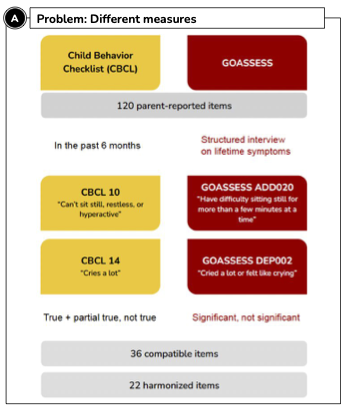 A Problem: Different measures
Child Behavior
Checklist (CBCL)
GOASSESS
120 parent-reported items
In the past 6 months
Structured interview
on lifetime symptoms
CBCL 10
"Can't sit still, restless, or
hyperactive"
GOASSESS ADD020
"Have difficulty sitting still for
more than a few minutes at a
time"
CBCL 14
"Cries a lot"
GOASSESS DEP002
"Cried a lot or felt like crying"
True + partial true, not true
Significant, not significant
36 compatible items
22 harmonized items